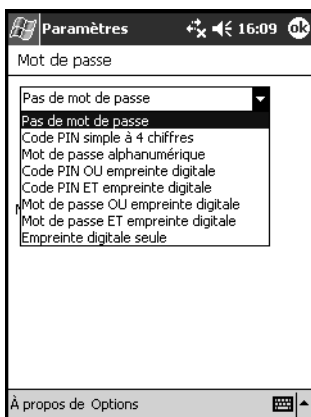 Paramètres 16:09 ok
Mot de passe
Pas de mot de passe
Pas de mot de passe
Code PIN simple à 4 chiffres
Mot de passe alphanumérique
Code PIN OU empreinte digitale
Code PIN ET empreinte digitale
Mot de passe OU empreinte digitale
Mot de passe ET empreinte digitale
Empreinte digitale seule
À propos de Options